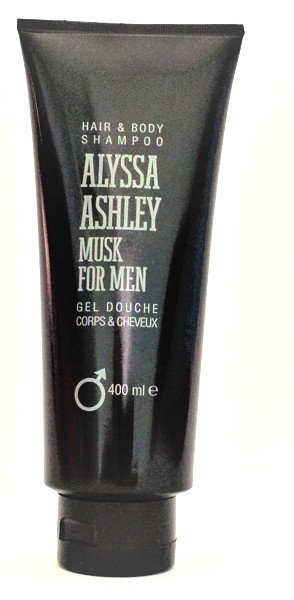 HAIR & BODY
SHAMPOO
ALYSSA
ASHLEY
MUSK
FOR MEN
GEL DOUCHE
CORPS & CHEVEUX
400 ml ℮